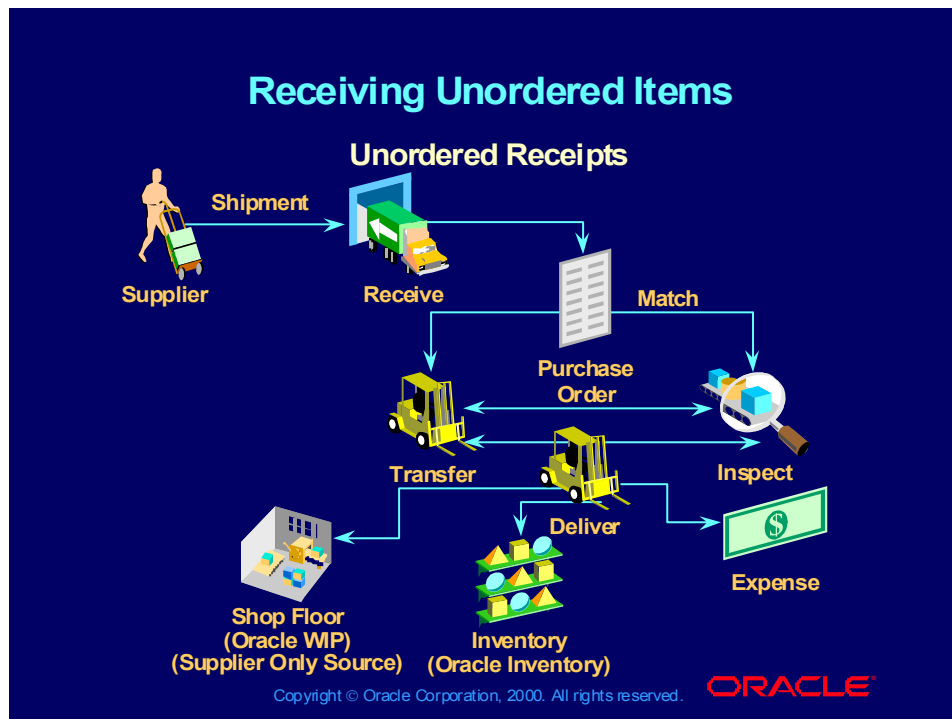 Receiving Unordered Items
Unordered Receipts
Shipment
Supplier
Receive
Match
Purchase
Order
Transfer
Inspect
Deliver
$
Expense
Shop Floor
(Oracle WIP)
(Supplier Only Source)
Inventory
(Oracle Inventory)
Copyright © Oracle Corporation, 2000. All rights reserved.
ORACLE®